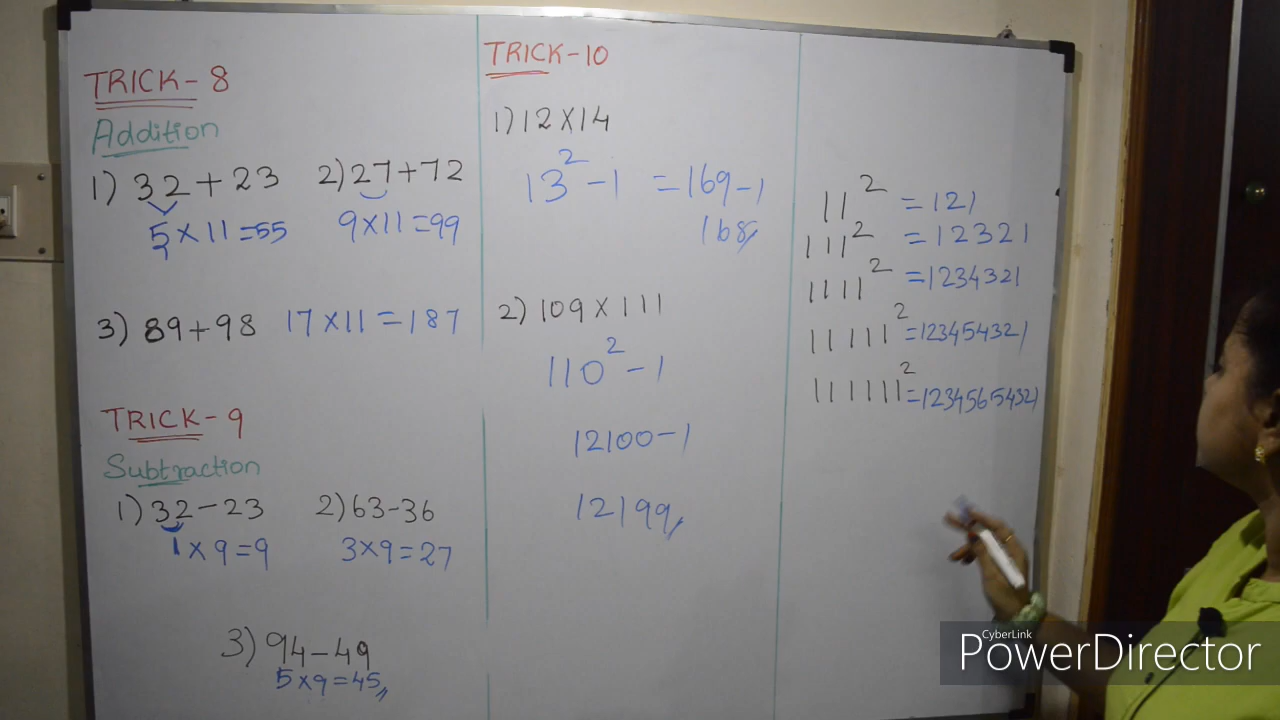 TRICK-8
Addition
1) 32+23 2) 27+72
5×11=55 9×11=99
3) 89+98 17×11=187
TRICK-9
Subtraction
1) 32-23 2) 63-36
1×9=9 3×9=27
3) 94-49
5×9=45
TRICK-10
1) 12×14
13²-1 =169-1
168
2) 109×111
110²-1
12100-1
12199
11² =121
111² =12321
1111² =1234321
11111² =123454321
111111² =12345654321
CyberLink
PowerDirector